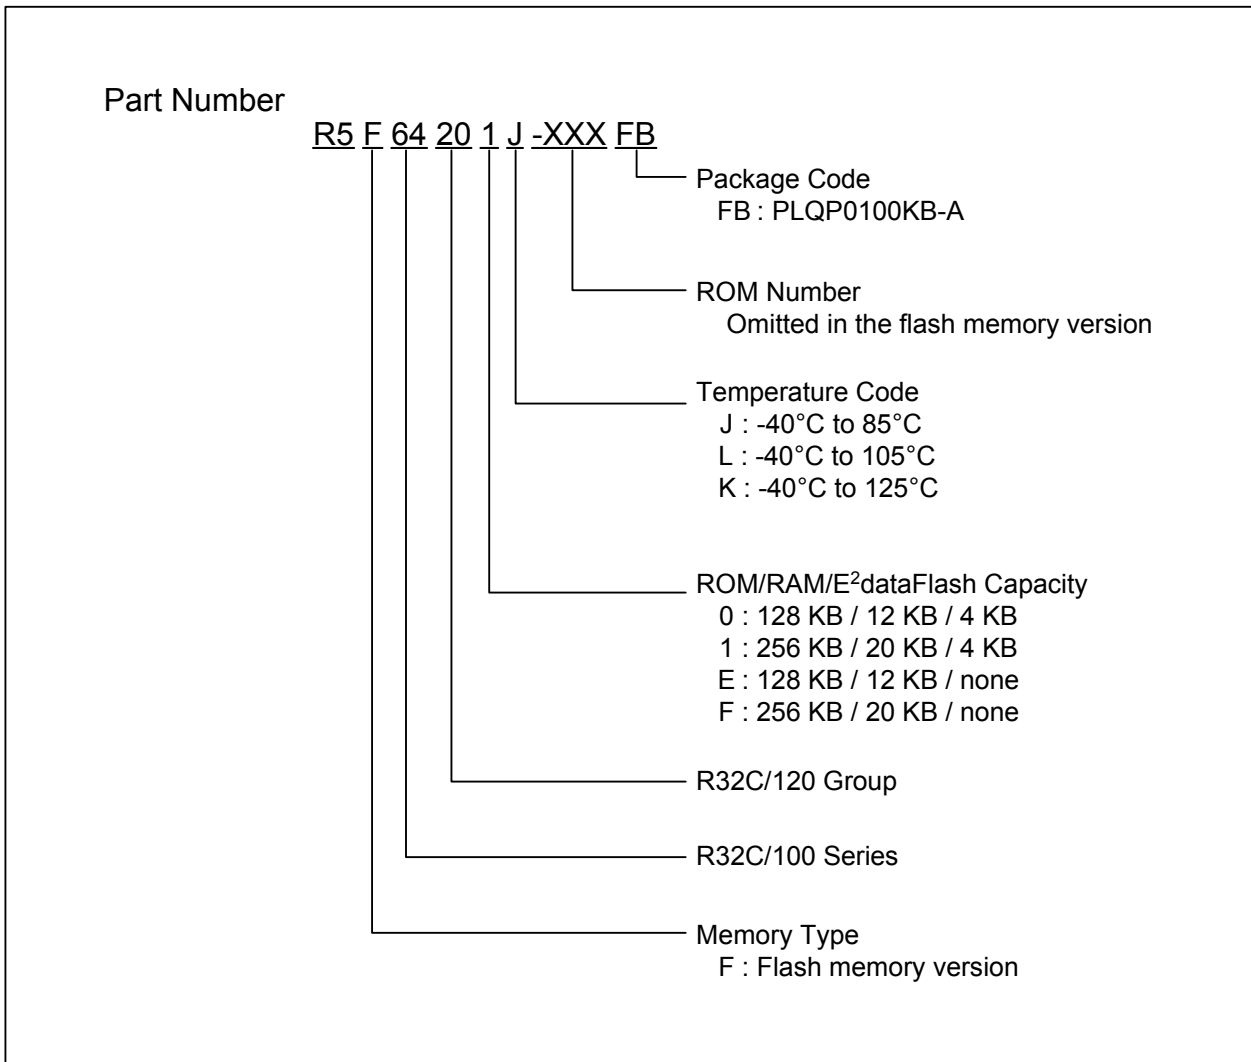 Part Number
R5 F 64 20 1 J -XXX FB
Package Code
FB : PLQP0100KB-A
ROM Number
Omitted in the flash memory version
Temperature Code
J : -40°C to 85°C
L : -40°C to 105°C
K : -40°C to 125°C
ROM/RAM/E²dataFlash Capacity
0 : 128 KB / 12 KB / 4 KB
1 : 256 KB / 20 KB / 4 KB
E : 128 KB / 12 KB / none
F : 256 KB / 20 KB / none
R32C/120 Group
R32C/100 Series
Memory Type
F : Flash memory version